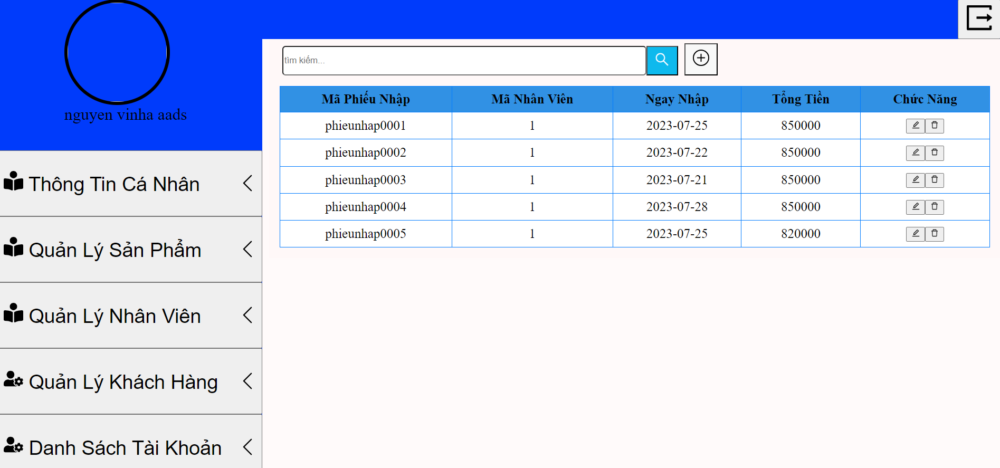 nguyen vinha aads
Thông Tin Cá Nhân
Quản Lý Sản Phẩm
Quản Lý Nhân Viên
Quản Lý Khách Hàng
Danh Sách Tài Khoản
tìm kiếm...
Mã Phiếu Nhập Mã Nhân Viên Ngay Nhập Tổng Tiền Chức Năng
phieunhap0001 1 2023-07-25 850000
phieunhap0002 1 2023-07-22 850000
phieunhap0003 1 2023-07-21 850000
phieunhap0004 1 2023-07-28 850000
phieunhap0005 1 2023-07-25 820000